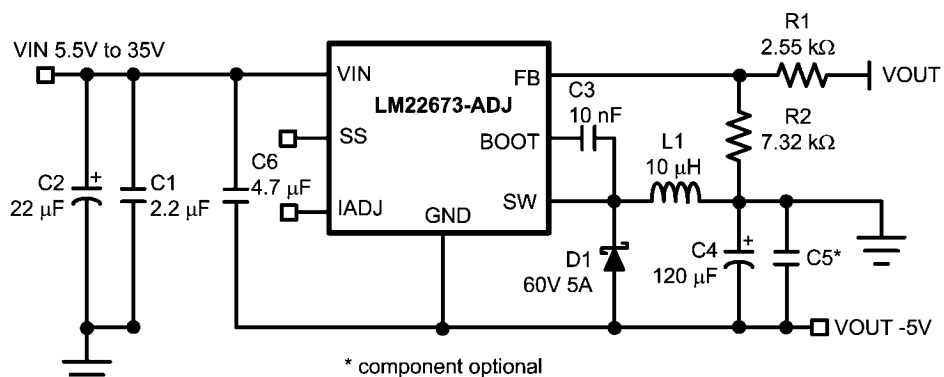 VIN 5.5V to 35V
VIN
FB
LM22673-ADJ
SS
BOOT
IADJ
SW
GND
R1
2.55 kΩ
VOUT
C3
10 nF
R2
7.32 kΩ
L1
10 μH
C2
+
22 μF
C1
2.2 μF
C6
4.7 μF
D1
60V 5A
C4
+
120 μF
C5*
VOUT -5V
* component optional